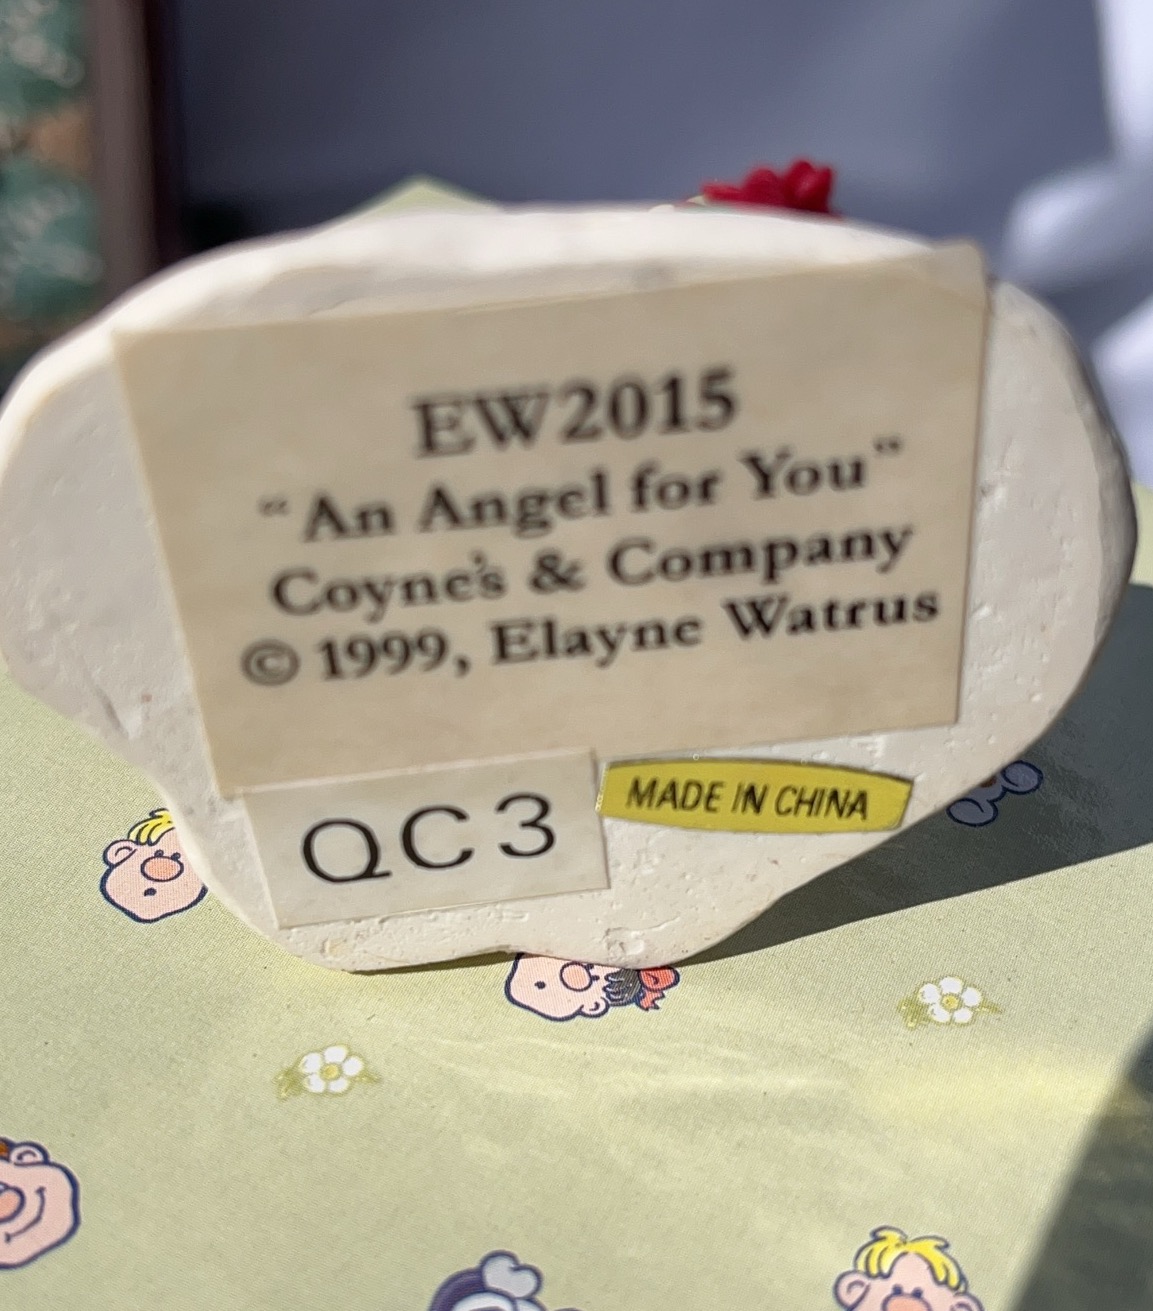 EW2015
"An Angel for You"
Coyne's & Company
© 1999, Elayne Watrus
QC3
MADE IN CHINA